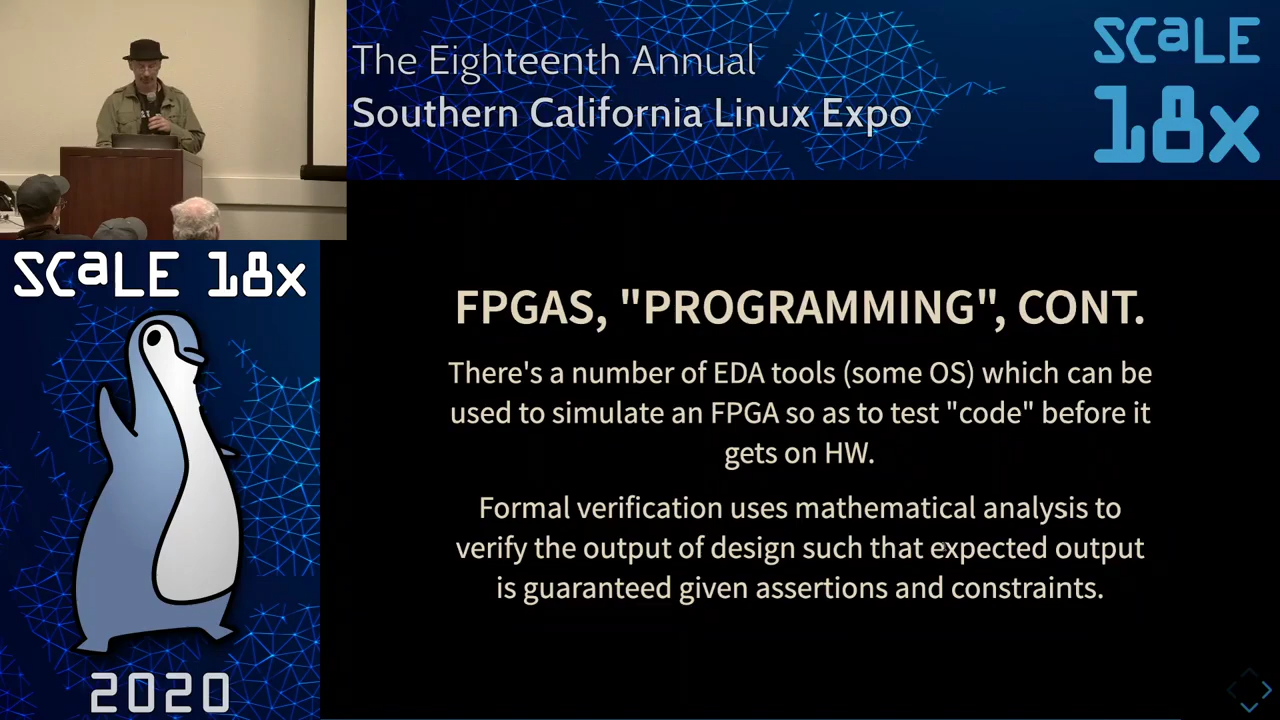 The Eighteenth Annual
Southern California Linux Expo
SCaLE
18x
SCaLE 18x
FPGAS, "PROGRAMMING", CONT.
There's a number of EDA tools (some OS) which can be
used to simulate an FPGA so as to test "code" before it
gets on HW.
Formal verification uses mathematical analysis to
verify the output of design such that expected output
is guaranteed given assertions and constraints.
2020